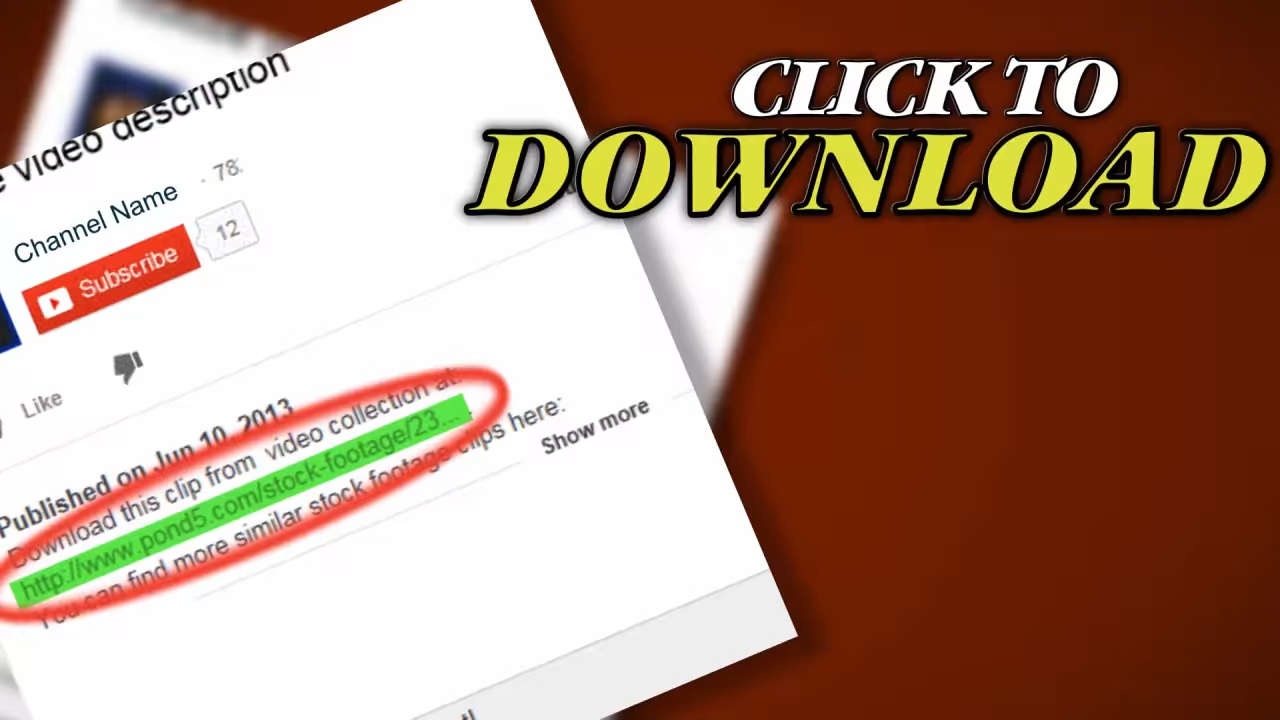 CLICK TO
DOWNLOAD
video description
Channel Name
78
Subscribe
12
Like
Published on Jun 10, 2013
Download this clip from video collection at:
http://www.pond5.com/stock-footage/23...
You can find more similar stock footage clips here:
Show more